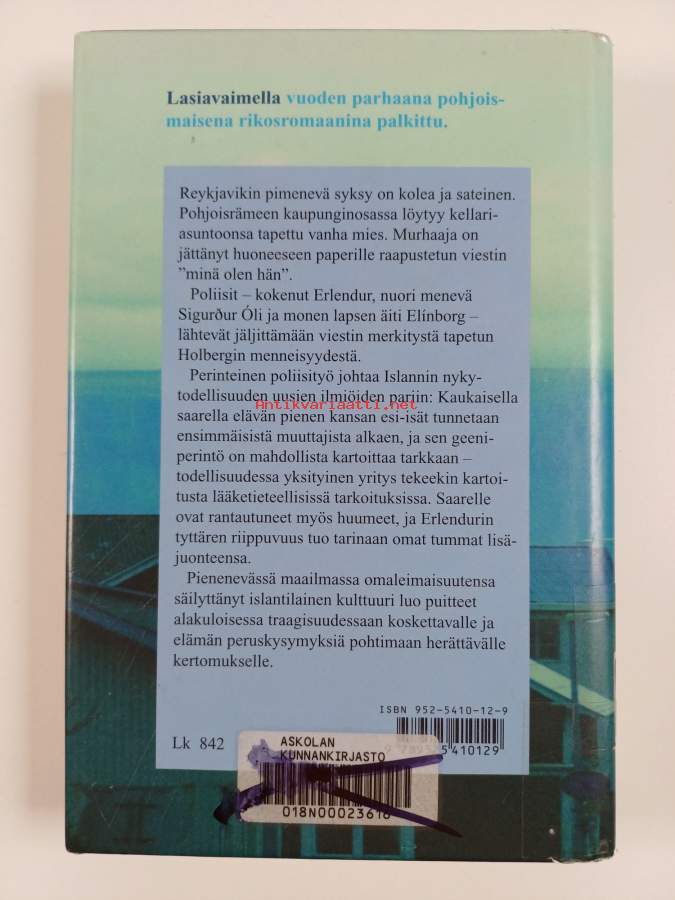 Lasiavaimella vuoden parhaana pohjois-
maisena rikosromaanina palkittu.
Reykjavikin pimenevä syksy on kolea ja sateinen.
Pohjoisrämeen kaupunginosassa löytyy kellari-
asuntoonsa tapettu vanha mies. Murhaaja on
jättänyt huoneeseen paperille raapustetun viestin
”minä olen hän”.
Poliisit – kokenut Erlendur, nuori menevä
Sigurður Óli ja monen lapsen äiti Elínborg –
lähtevät jäljittämään viestin merkitystä tapetun
Holbergin menneisyydestä.
Perinteinen poliisityö johtaa Islannin nyky-
todellisuuden uusien ilmiöiden pariin: Kaukaisella
Antikvariaatti.net
saarella elävän pienen kansan esi-isät tunnetaan
ensimmäisistä muuttajista alkaen, ja sen geeni-
perintö on mahdollista kartoittaa tarkkaan –
todellisuudessa yksityinen yritys tekeekin kartoi-
tusta lääketieteellisissä tarkoituksissa. Saarelle
ovat rantautuneet myös huumeet, ja Erlendurin
tyttären riippuvuus tuo tarinaan omat tummat lisä-
juonteensa.
Pienenevässä maailmassa omaleimaisuutensa
säilyttänyt islantilainen kulttuuri luo puitteet
alakuloisessa traagisuudessaan koskettavalle ja
elämän peruskysymyksiä pohtimaan herättävälle
kertomukselle.
ISBN 952-5410-12-9
Lk 842
ASKOLAN
KUNNANKIRJASTO
018N00023616